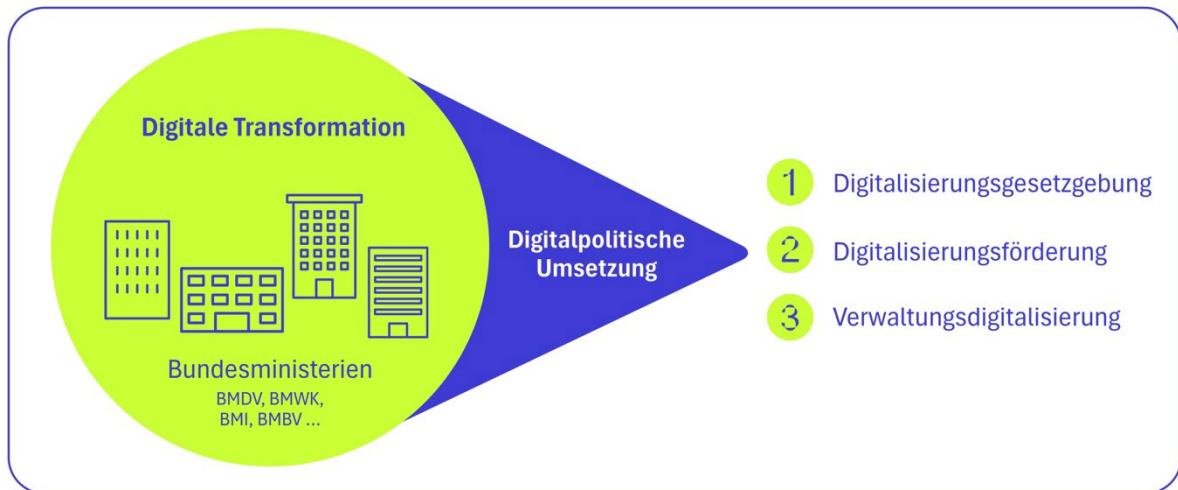 Digitale Transformation
Bundesministerien
BMDV, BMWK,
BMI, BMBV ...
Digitalpolitische
Umsetzung
1 Digitalisierungsgesetzgebung
2 Digitalisierungsförderung
3 Verwaltungsdigitalisierung